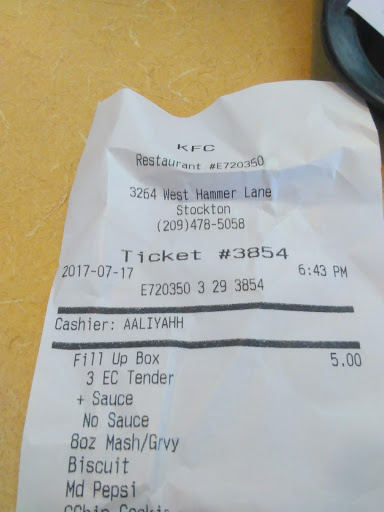 KFC
Restaurant #E720350
3264 West Hammer Lane
Stockton
(209)478-5058
Ticket #3854
2017-07-17 6:43 PM
E720350 3 29 3854
Cashier: AALIYAHH
Fill Up Box 5.00
3 EC Tender
+ Sauce
No Sauce
8oz Mash/Grvy
Biscuit
Md Pepsi
CChip Cookie